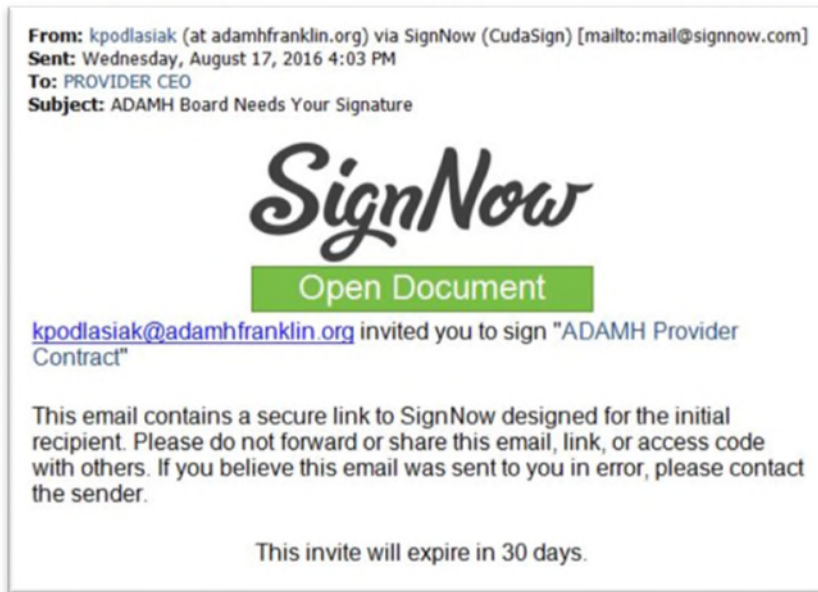 From: kpodlasiak (at adamhfranklin.org) via SignNow (CudaSign) [mailto:mail@signnow.com]
Sent: Wednesday, August 17, 2016 4:03 PM
To: PROVIDER CEO
Subject: ADAMH Board Needs Your Signature
SignNow
Open Document
kpodlasiak@adamhfranklin.org invited you to sign "ADAMH Provider
Contract"
This email contains a secure link to SignNow designed for the initial
recipient. Please do not forward or share this email, link, or access code
with others. If you believe this email was sent to you in error, please contact
the sender.
This invite will expire in 30 days.